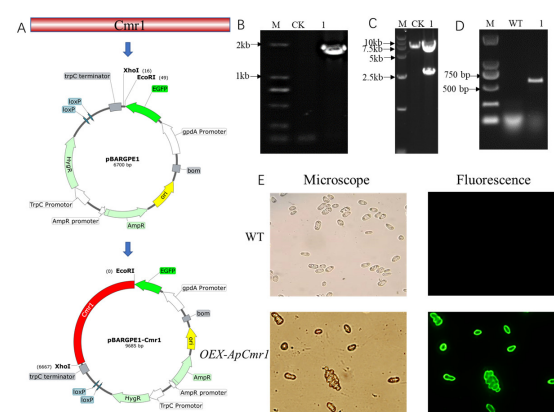 A
Cmr1
XhoI (16)
EcoRI (49)
trpC terminator
EGFP
loxP
loxP
gpdA Promoter
pBARGPE1
6700 bp
HygR
bom
ori
TrpC Promoter
AmpR promoter
AmpR
(0) EcoRI
EGFP
gpdA Promoter
Cmr1
bom
pBARGPE1-Cmr1
9685 bp
ori
(6667) XhoI
trpC terminator
loxP
loxP
AmpR
HygR
AmpR promoter
TrpC Promoter
B
M CK 1
2kb
1kb
C
M CK 1
10kb
7.5kb
5kb
2.5kb
D
M WT 1
750 bp
500 bp
E
Microscope
Fluorescence
WT
OEX-ApCmr1